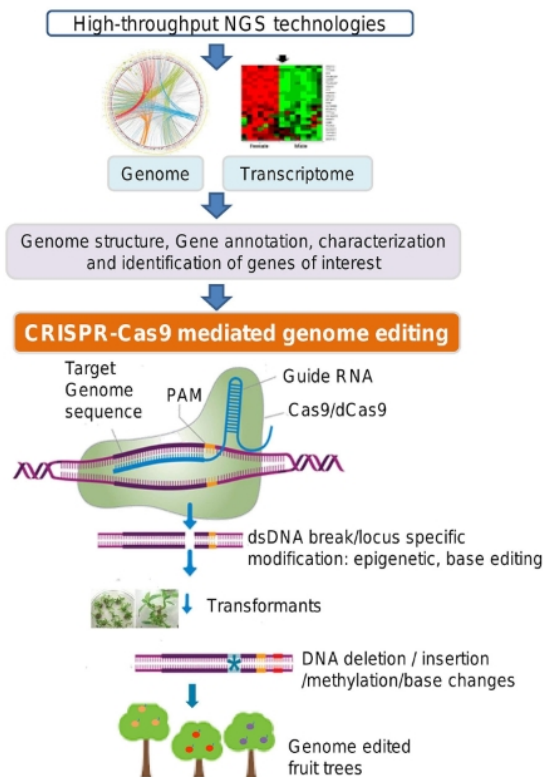 High-throughput NGS technologies
Female Male
Genome Transcriptome
Genome structure, Gene annotation, characterization
and identification of genes of interest
CRISPR-Cas9 mediated genome editing
Target
Genome
sequence
PAM
Guide RNA
Cas9/dCas9
dsDNA break/locus specific
modification: epigenetic, base editing
Transformants
DNA deletion / insertion
/methylation/base changes
Genome edited
fruit trees